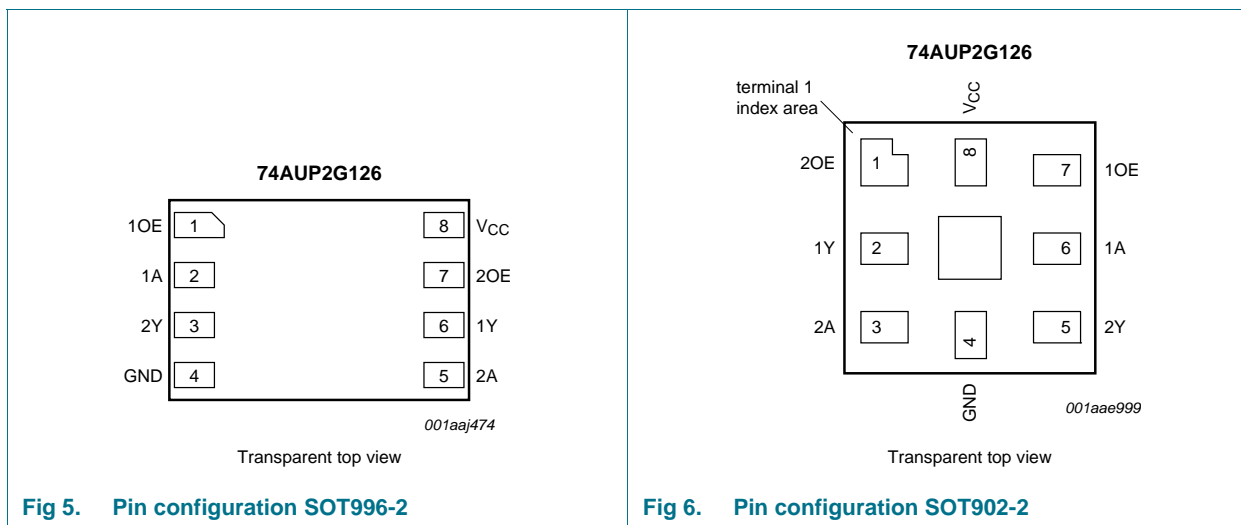 74AUP2G126
1OE 1 8 VCC
1A 2 7 2OE
2Y 3 6 1Y
GND 4 5 2A
001aaj474
Transparent top view
Fig 5. Pin configuration SOT996-2
74AUP2G126
terminal 1
index area
VCC
2OE 1 8 7 1OE
1Y 2 6 1A
2A 3 4 5 2Y
GND
001aae999
Transparent top view
Fig 6. Pin configuration SOT902-2